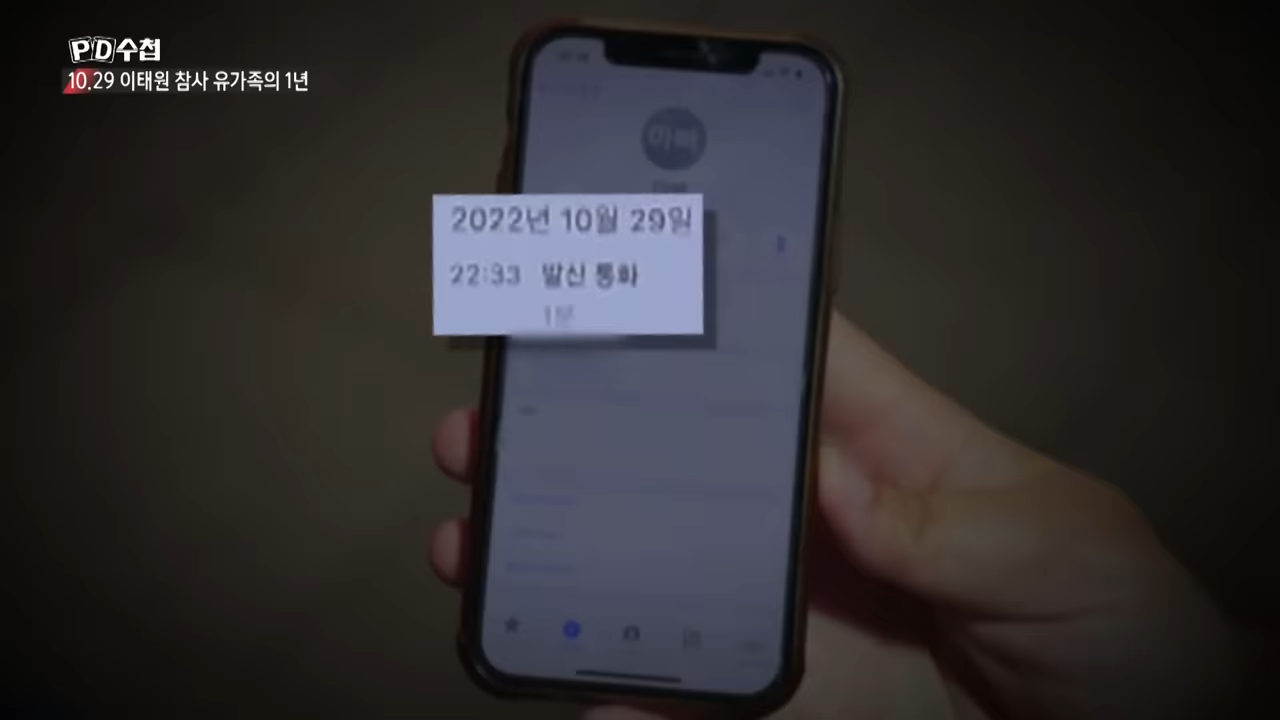 PD수첩
10.29 이태원 참사 유가족의 1년
2022년 10월 29일
22:33 발신 통화
1분